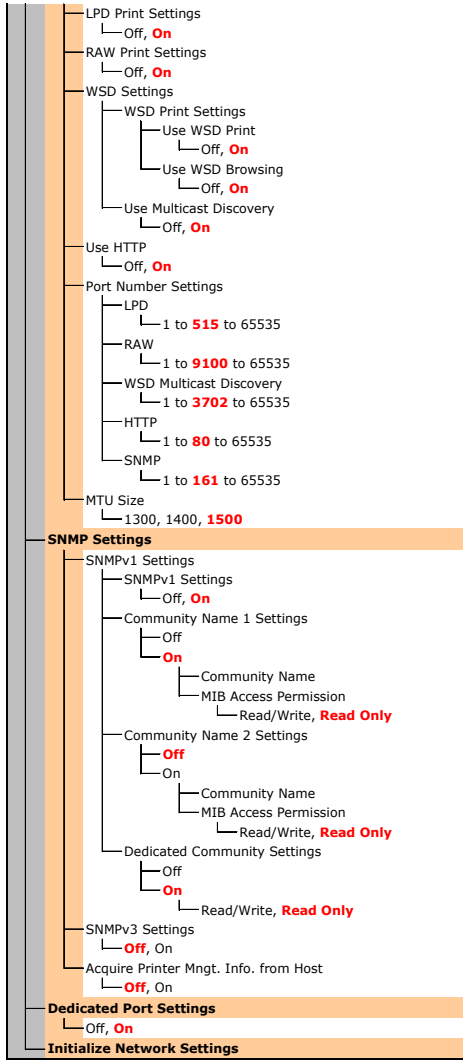 LPD Print Settings
Off, On
RAW Print Settings
Off, On
WSD Settings
WSD Print Settings
Use WSD Print
Off, On
Use WSD Browsing
Off, On
Use Multicast Discovery
Off, On
Use HTTP
Off, On
Port Number Settings
LPD
1 to 515 to 65535
RAW
1 to 9100 to 65535
WSD Multicast Discovery
1 to 3702 to 65535
HTTP
1 to 80 to 65535
SNMP
1 to 161 to 65535
MTU Size
1300, 1400, 1500
SNMP Settings
SNMPv1 Settings
SNMPv1 Settings
Off, On
Community Name 1 Settings
Off
On
Community Name
MIB Access Permission
Read/Write, Read Only
Community Name 2 Settings
Off
On
Community Name
MIB Access Permission
Read/Write, Read Only
Dedicated Community Settings
Off
On
Read/Write, Read Only
SNMPv3 Settings
Off, On
Acquire Printer Mngt. Info. from Host
Off, On
Dedicated Port Settings
Off, On
Initialize Network Settings